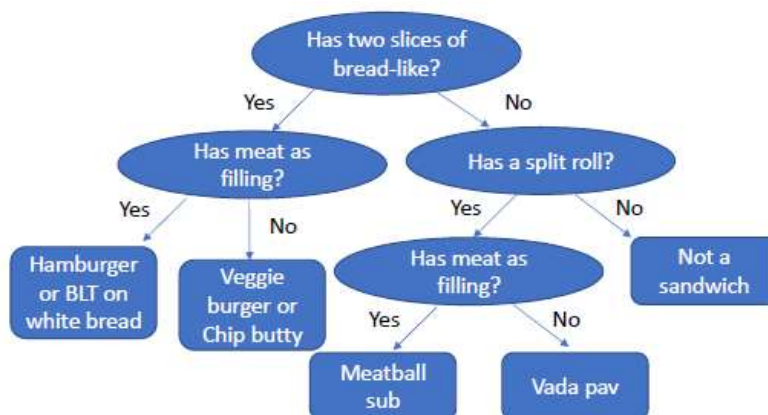 Has two slices of
bread-like?
Yes
No
Has meat as
filling?
Has a split roll?
Yes
No
Yes
No
Hamburger
or BLT on
white bread
Veggie
burger or
Chip butty
Has meat as
filling?
Not a
sandwich
Yes
No
Meatball
sub
Vada pav